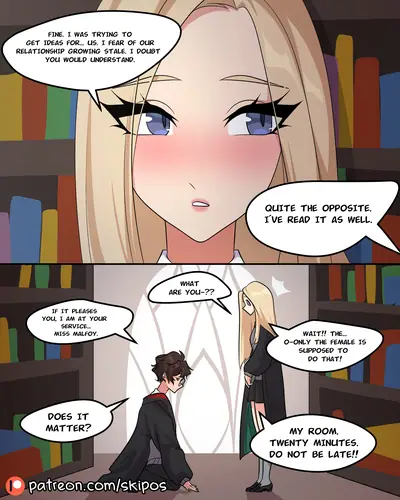 FINE. I WAS TRYING TO
GET IDEAS FOR... US. I FEAR OF OUR
RELATIONSHIP GROWING STALE. I DOUBT
YOU WOULD UNDERSTAND.
QUITE THE OPPOSITE.
I'VE READ IT AS WELL.
WHAT
ARE YOU-??
IF IT PLEASES
YOU, I AM AT YOUR
SERVICE...
MISS MALFOY.
WAIT!! THE...
O-ONLY THE FEMALE IS
SUPPOSED TO
DO THAT!
DOES IT
MATTER?
MY ROOM.
TWENTY MINUTES.
DO NOT BE LATE!!
patreon.com/skipos